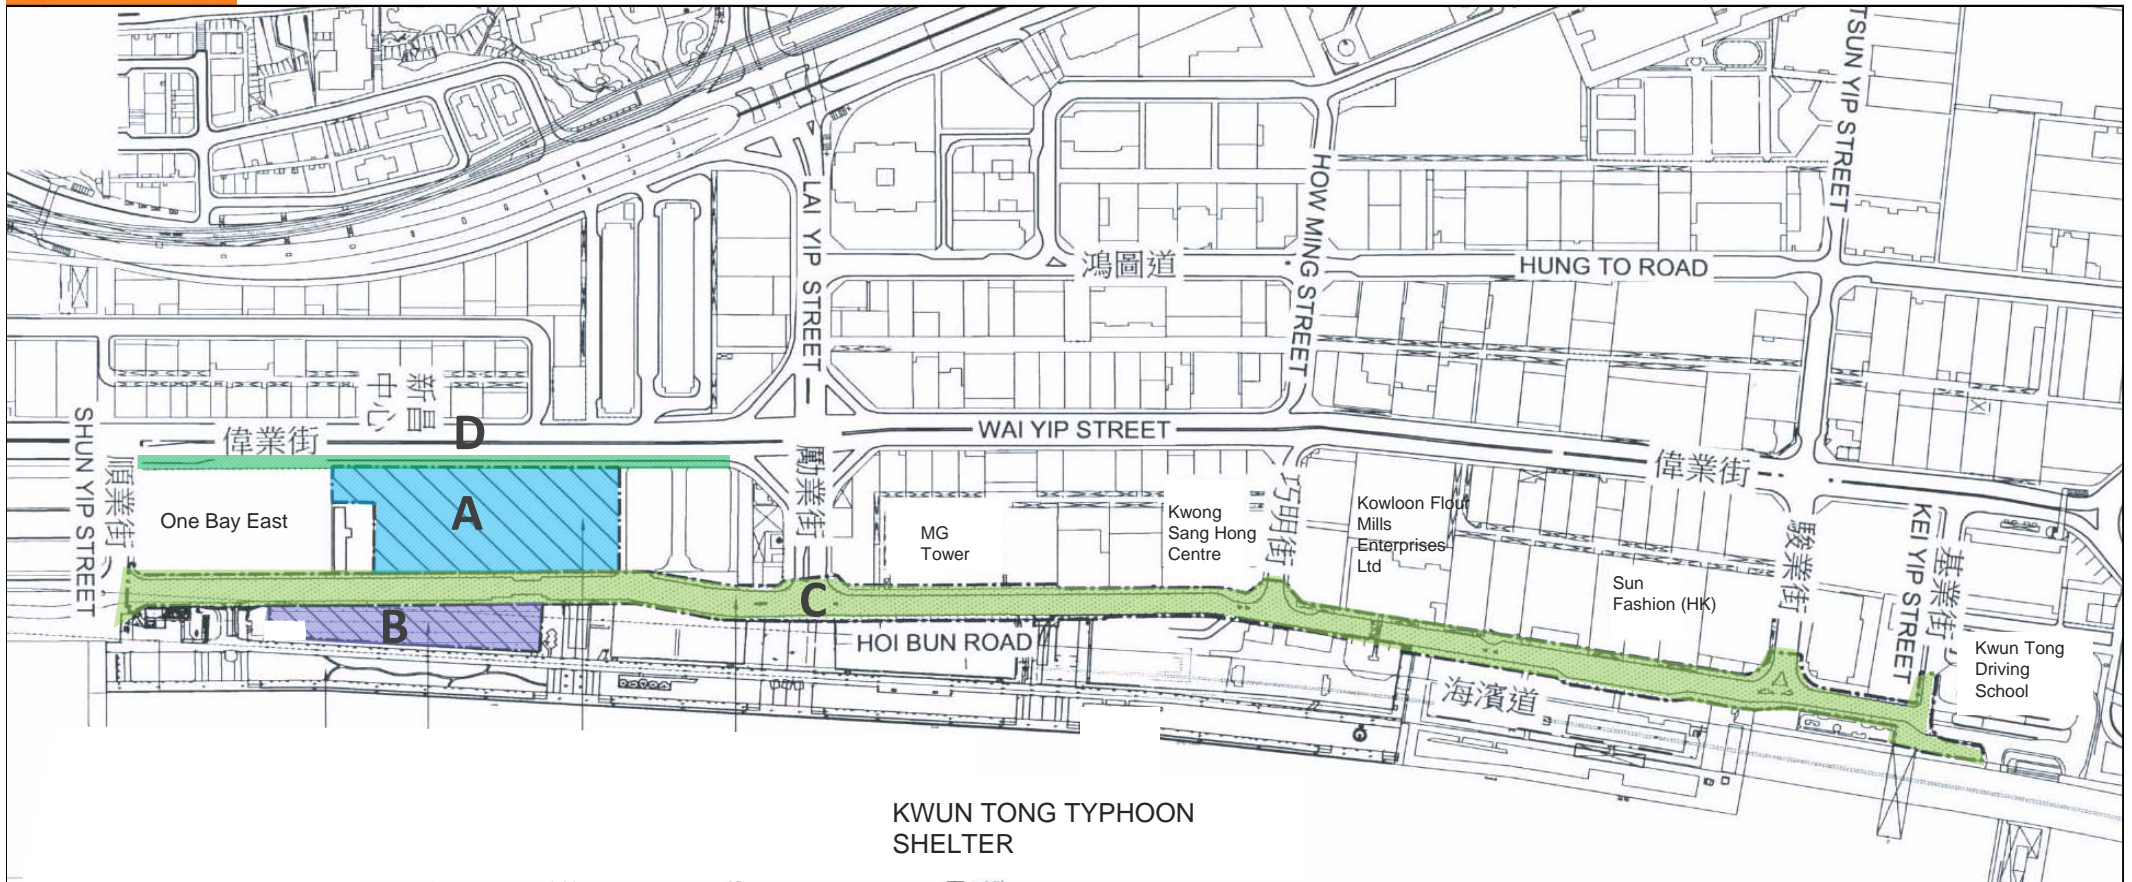 TSUN YIP STREET
HOW MING STREET
LAI YIP STREET
鴻圖道
HUNG TO ROAD
新昌
中心
SHUN YIP STREET
偉業街
D
WAI YIP STREET
偉業街
順業街
勵業街
巧明街
駿業街
KEI YIP STREET
基業街
One Bay East
A
MG
Tower
Kwong
Sang Hong
Centre
Kowloon Flour
Mills
Enterprises
Ltd
Sun
Fashion (HK)
Kwun Tong
Driving
School
B
C
HOI BUN ROAD
海濱道
KWUN TONG TYPHOON
SHELTER